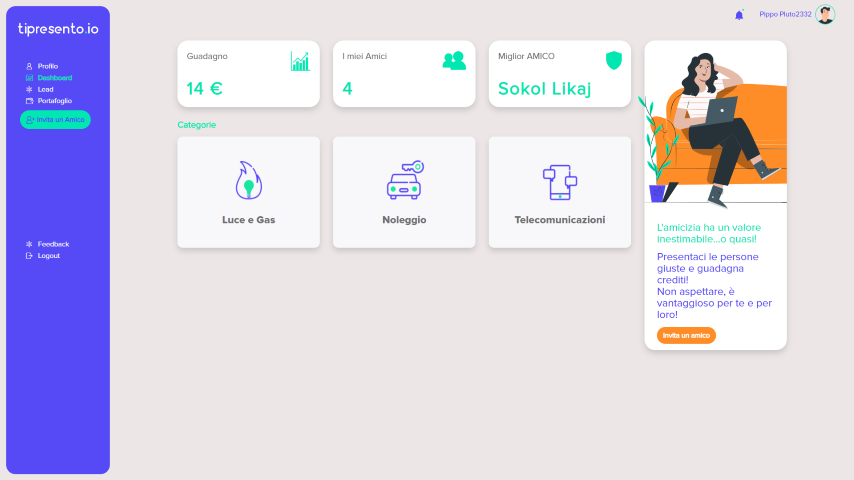 tipresento.io
Profilo
Dashboard
Lead
Portafoglio
Invita un Amico
Feedback
Logout
Pippo Pluto2332
Guadagno
14 €
I miei Amici
4
Miglior AMICO
Sokol Likaj
Categorie
Luce e Gas
Noleggio
Telecomunicazioni
L'amicizia ha un valore
inestimabile...o quasi!
Presentaci le persone
giuste e guadagna
crediti!
Non aspettare, è
vantaggioso per te e per
loro!
Invita un amico